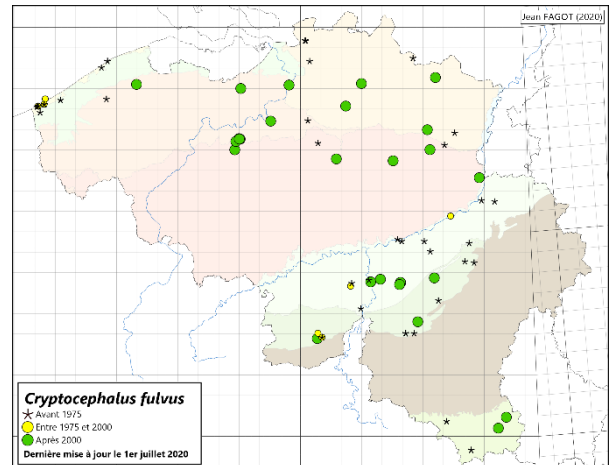 Jean FAGOT (2020)
Cryptocephalus fulvus
Avant 1975
Entre 1975 et 2000
Après 2000
Dernière mise à jour le 1er juillet 2020